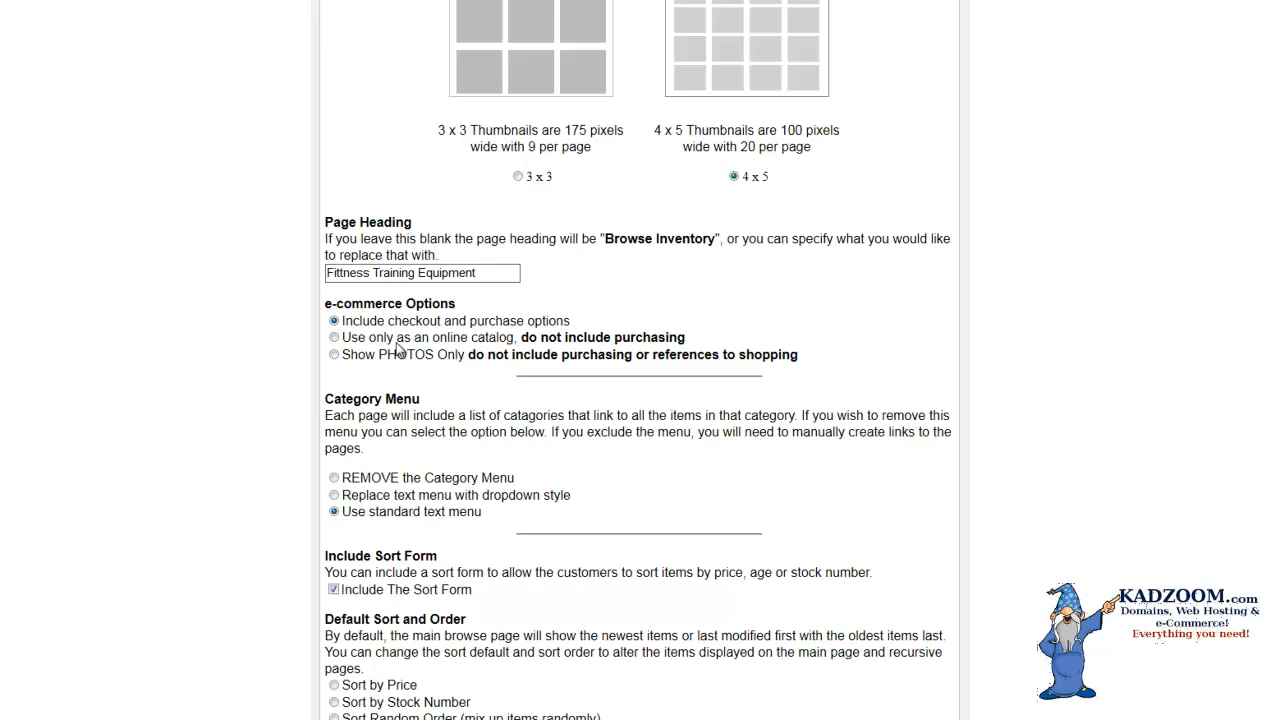 3 x 3 Thumbnails are 175 pixels
wide with 9 per page
4 x 5 Thumbnails are 100 pixels
wide with 20 per page
3 x 3
4 x 5
Page Heading
If you leave this blank the page heading will be "Browse Inventory", or you can specify what you would like
to replace that with.
Fittness Training Equipment
e-commerce Options
Include checkout and purchase options
Use only as an online catalog, do not include purchasing
Show PHOTOS Only do not include purchasing or references to shopping
Category Menu
Each page will include a list of catagories that link to all the items in that category. If you wish to remove this
menu you can select the option below. If you exclude the menu, you will need to manually create links to the
pages.
REMOVE the Category Menu
Replace text menu with dropdown style
Use standard text menu
Include Sort Form
You can include a sort form to allow the customers to sort items by price, age or stock number.
Include The Sort Form
Default Sort and Order
By default, the main browse page will show the newest items or last modified first with the oldest items last.
You can change the sort default and sort order to alter the items displayed on the main page and recursive
pages.
Sort by Price
Sort by Stock Number
Sort Random Order (mix up items randomly)
KADZOOM.com
Domains, Web Hosting &
e-Commerce!
Everything you need!